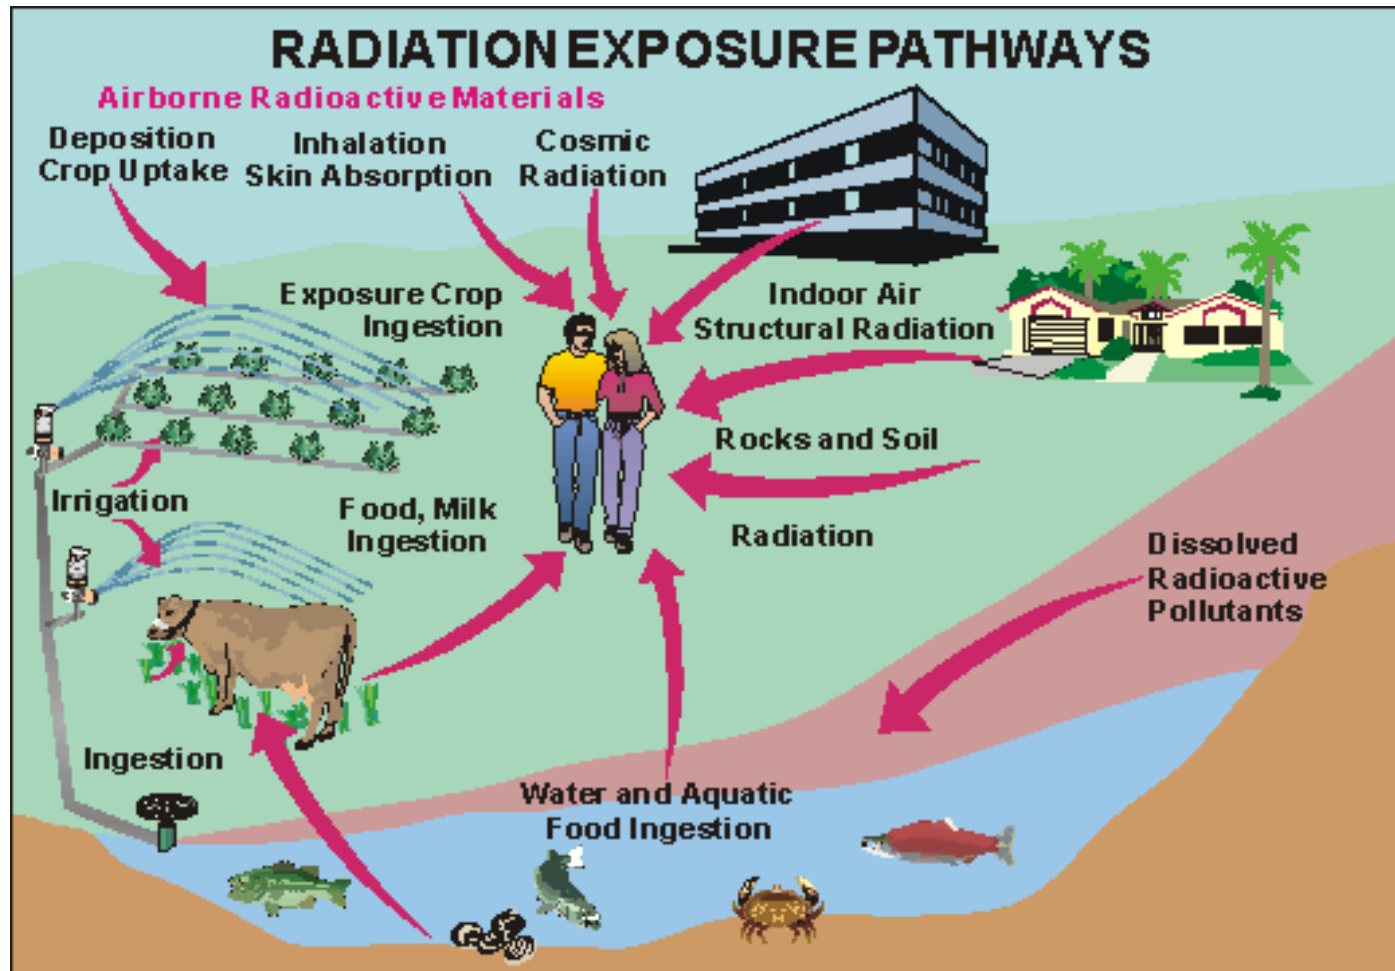 RADIATION EXPOSURE PATHWAYS
Airborne Radioactive Materials
Deposition
Crop Uptake
Inhalation
Skin Absorption
Cosmic
Radiation
Exposure Crop
Ingestion
Indoor Air
Structural Radiation
Rocks and Soil
Radiation
Irrigation
Food, Milk
Ingestion
Dissolved
Radioactive
Pollutants
Ingestion
Water and Aquatic
Food Ingestion